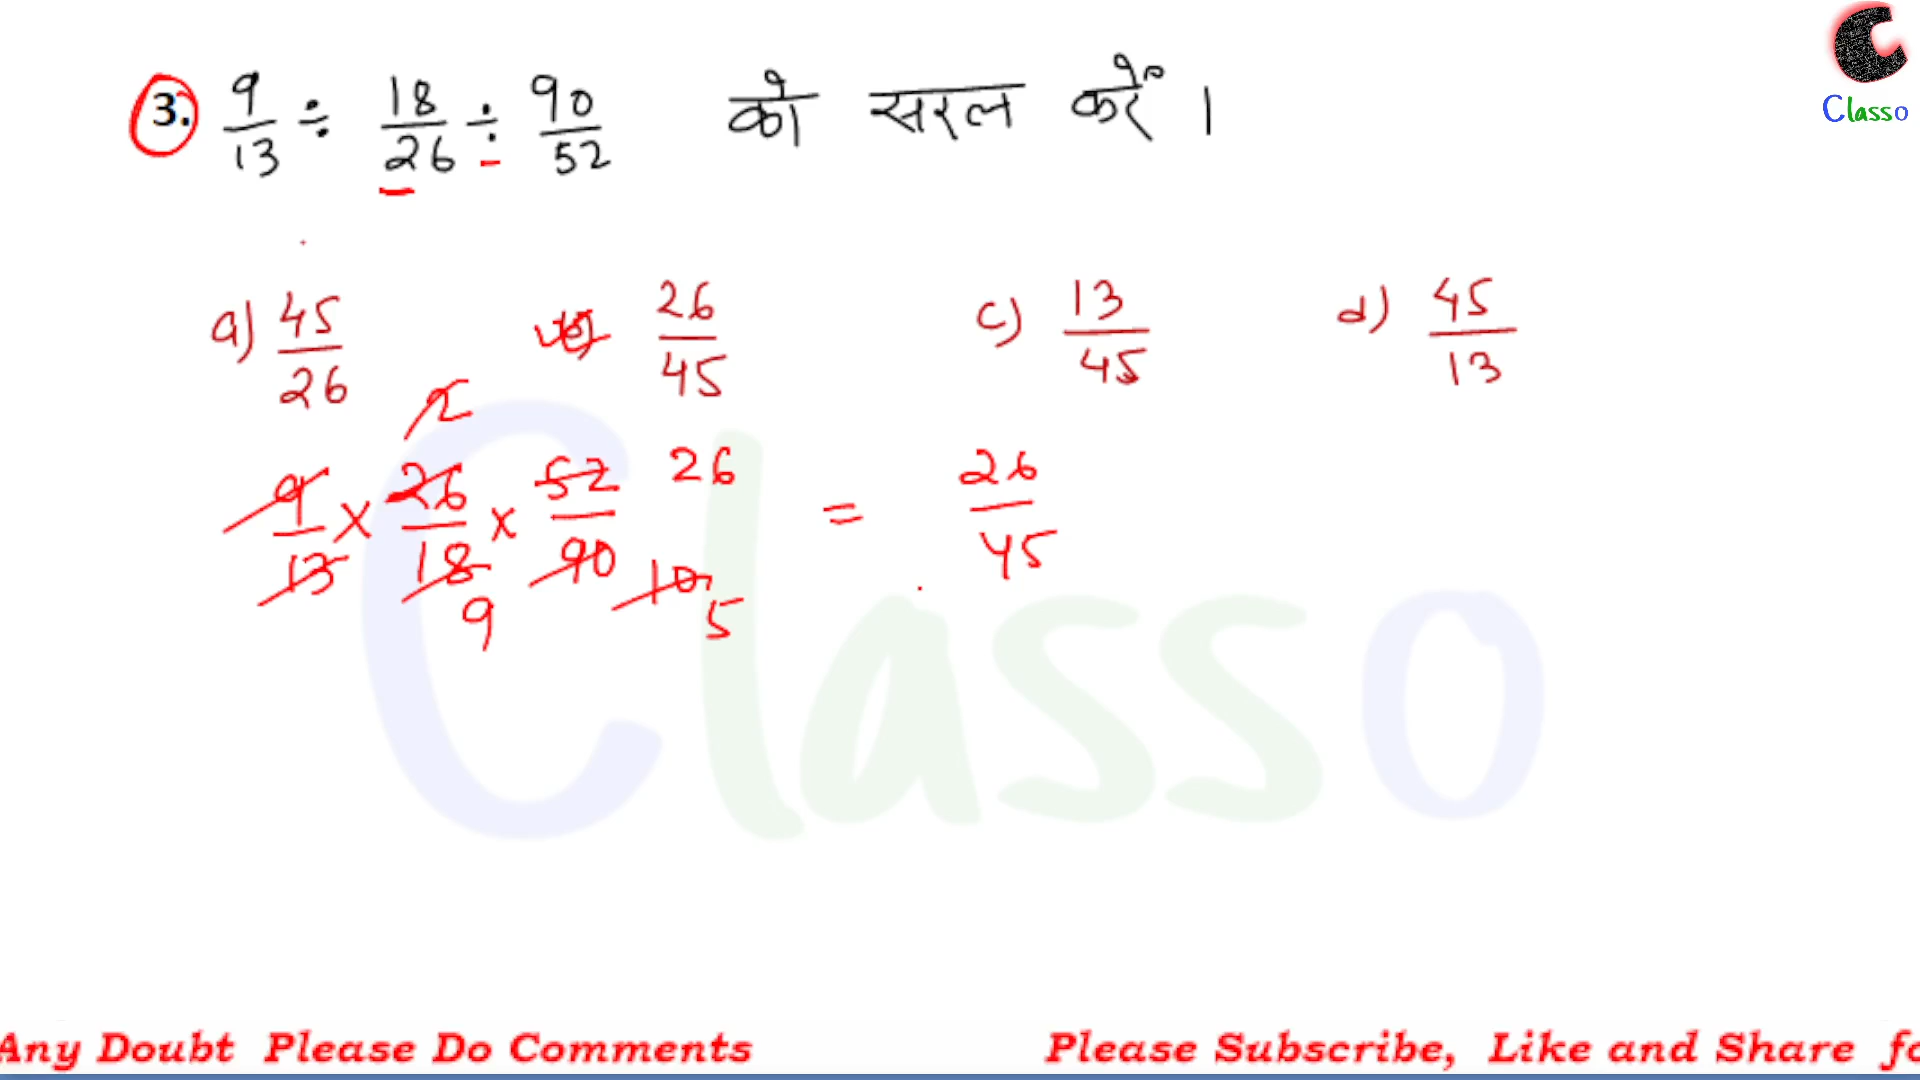 3. 9/13 ÷ 18/26 ÷ 90/52 को सरल करें ।
a) 45/26 b) 26/45 c) 13/45 d) 45/13
2
9/13 × 26/18 × 52/90 26 = 26/45
9 10 5
Classo
Classo
Any Doubt Please Do Comments Please Subscribe, Like and Share fo